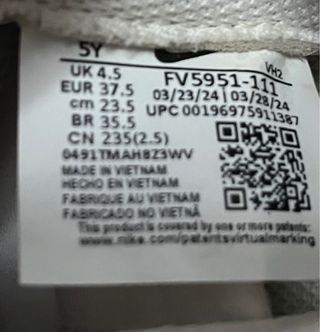 5Y
VH2
UK 4.5
FV5951-111
EUR 37.5
03/23/24 | 03/28/24
cm 23.5
UPC 00196975911387
BR 35.5
CN 235(2.5)
0491TMAH8Z3WV
MADE IN VIETNAM
HECHO EN VIETNAM
FABRIQUE AU VIETNAM
FABRICADO NO VIETNÃ
This product is covered by one or more patents:
www.nike.com/patentsvirtualmarking